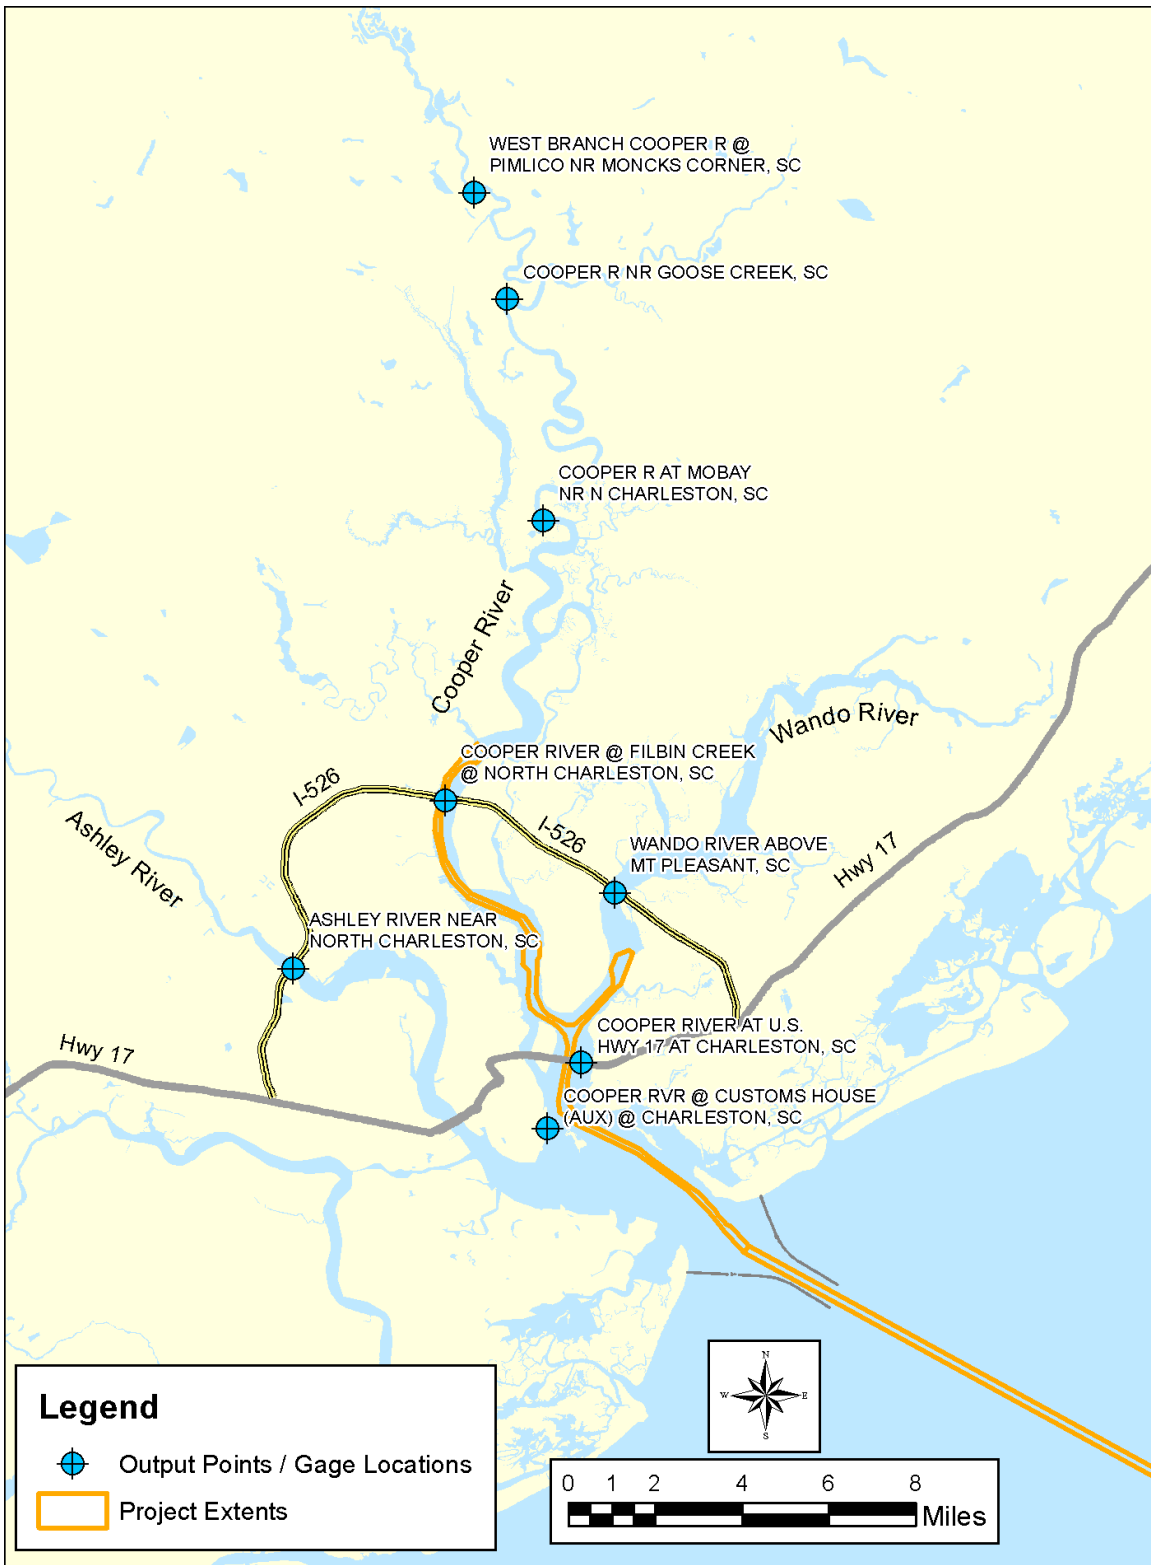 WEST BRANCH COOPER R @
PIMLICO NR MONCKS CORNER, SC
COOPER R NR GOOSE CREEK, SC
COOPER R AT MOBAY
NR N CHARLESTON, SC
Cooper River
Wando River
COOPER RIVER @ FILBIN CREEK
@ NORTH CHARLESTON, SC
I-526
I-526
Ashley River
WANDO RIVER ABOVE
MT PLEASANT, SC
Hwy 17
ASHLEY RIVER NEAR
NORTH CHARLESTON, SC
COOPER RIVER AT U.S.
HWY 17 AT CHARLESTON, SC
Hwy 17
COOPER RVR @ CUSTOMS HOUSE
(AUX) @ CHARLESTON, SC
N
W E
S
Legend
Output Points / Gage Locations
Project Extents
0 1 2 4 6 8
Miles